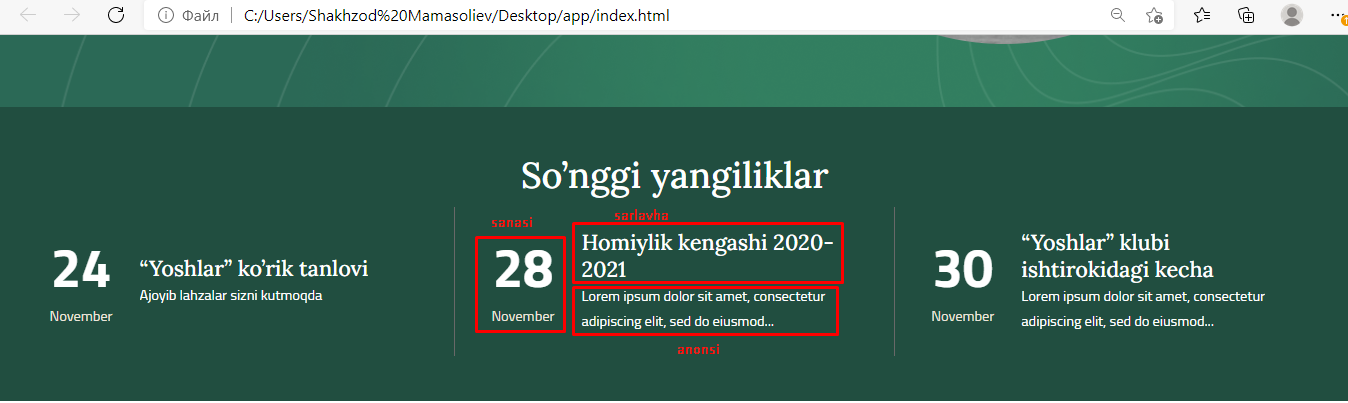 Файл
C:/Users/Shakhzod%20Mamasoliev/Desktop/app/index.html
So’nggi yangiliklar
24
November
“Yoshlar” ko’rik tanlovi
Ajoyib lahzalar sizni kutmoqda
sanasi
28
November
sarlavha
Homiylik kengashi 2020-
2021
Lorem ipsum dolor sit amet, consectetur
adipiscing elit, sed do eiusmod...
anonsi
30
November
“Yoshlar” klubi
ishtirokidagi kecha
Lorem ipsum dolor sit amet, consectetur
adipiscing elit, sed do eiusmod...